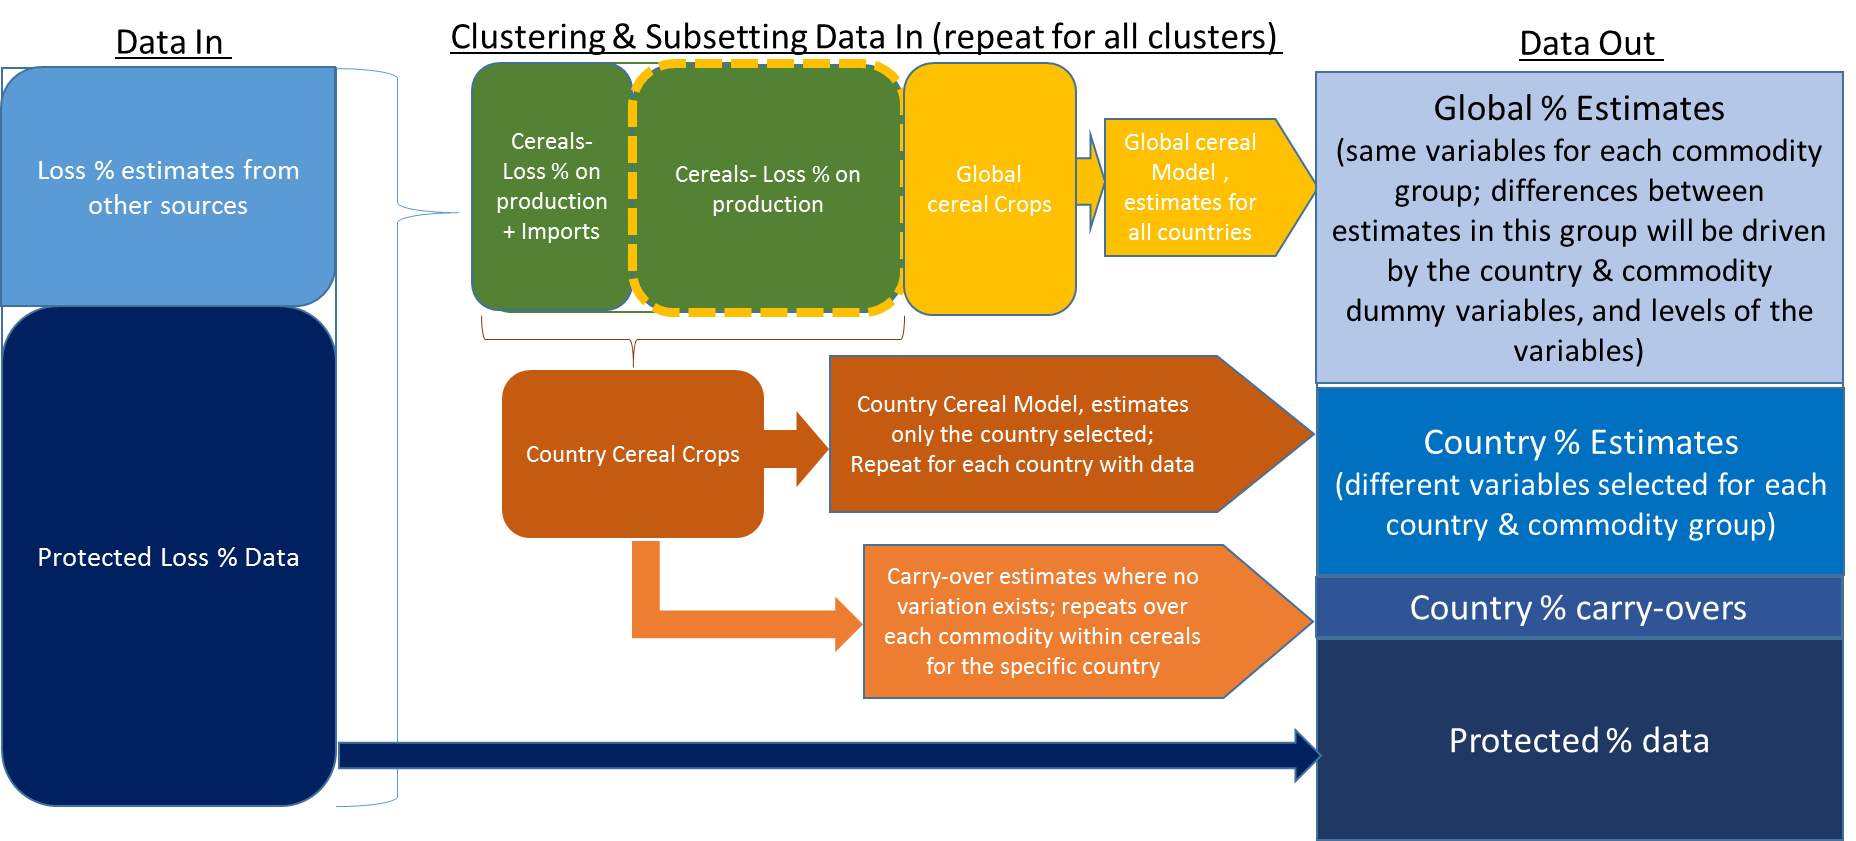 Data In
Clustering & Subsetting Data In (repeat for all clusters)
Data Out
Loss % estimates from
other sources
Protected Loss % Data
Cereals-
Loss % on
production
+ Imports
Cereals- Loss % on
production
Global
cereal Crops
Global cereal
Model ,
estimates for
all countries
Country Cereal Crops
Country Cereal Model, estimates
only the country selected;
Repeat for each country with data
Carry-over estimates where no
variation exists; repeats over
each commodity within cereals
for the specific country
Global % Estimates
(same variables for each commodity
group; differences between
estimates in this group will be driven
by the country & commodity
dummy variables, and levels of the
variables)
Country % Estimates
(different variables selected for each
country & commodity group)
Country % carry-overs
Protected % data